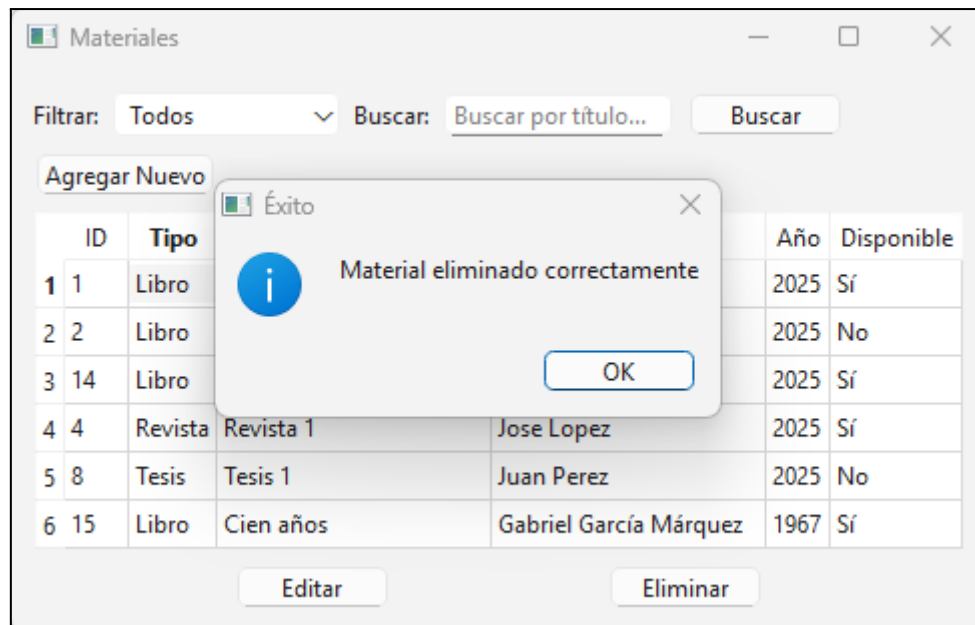 Materiales
Filtrar: Todos Buscar: Buscar por título... Buscar
Agregar Nuevo
Éxito
Material eliminado correctamente
OK
ID Tipo Año Disponible
1 1 Libro 2025 Sí
2 2 Libro 2025 No
3 14 Libro 2025 Sí
4 4 Revista Revista 1 Jose Lopez 2025 Sí
5 8 Tesis Tesis 1 Juan Perez 2025 No
6 15 Libro Cien años Gabriel García Márquez 1967 Sí
Editar Eliminar